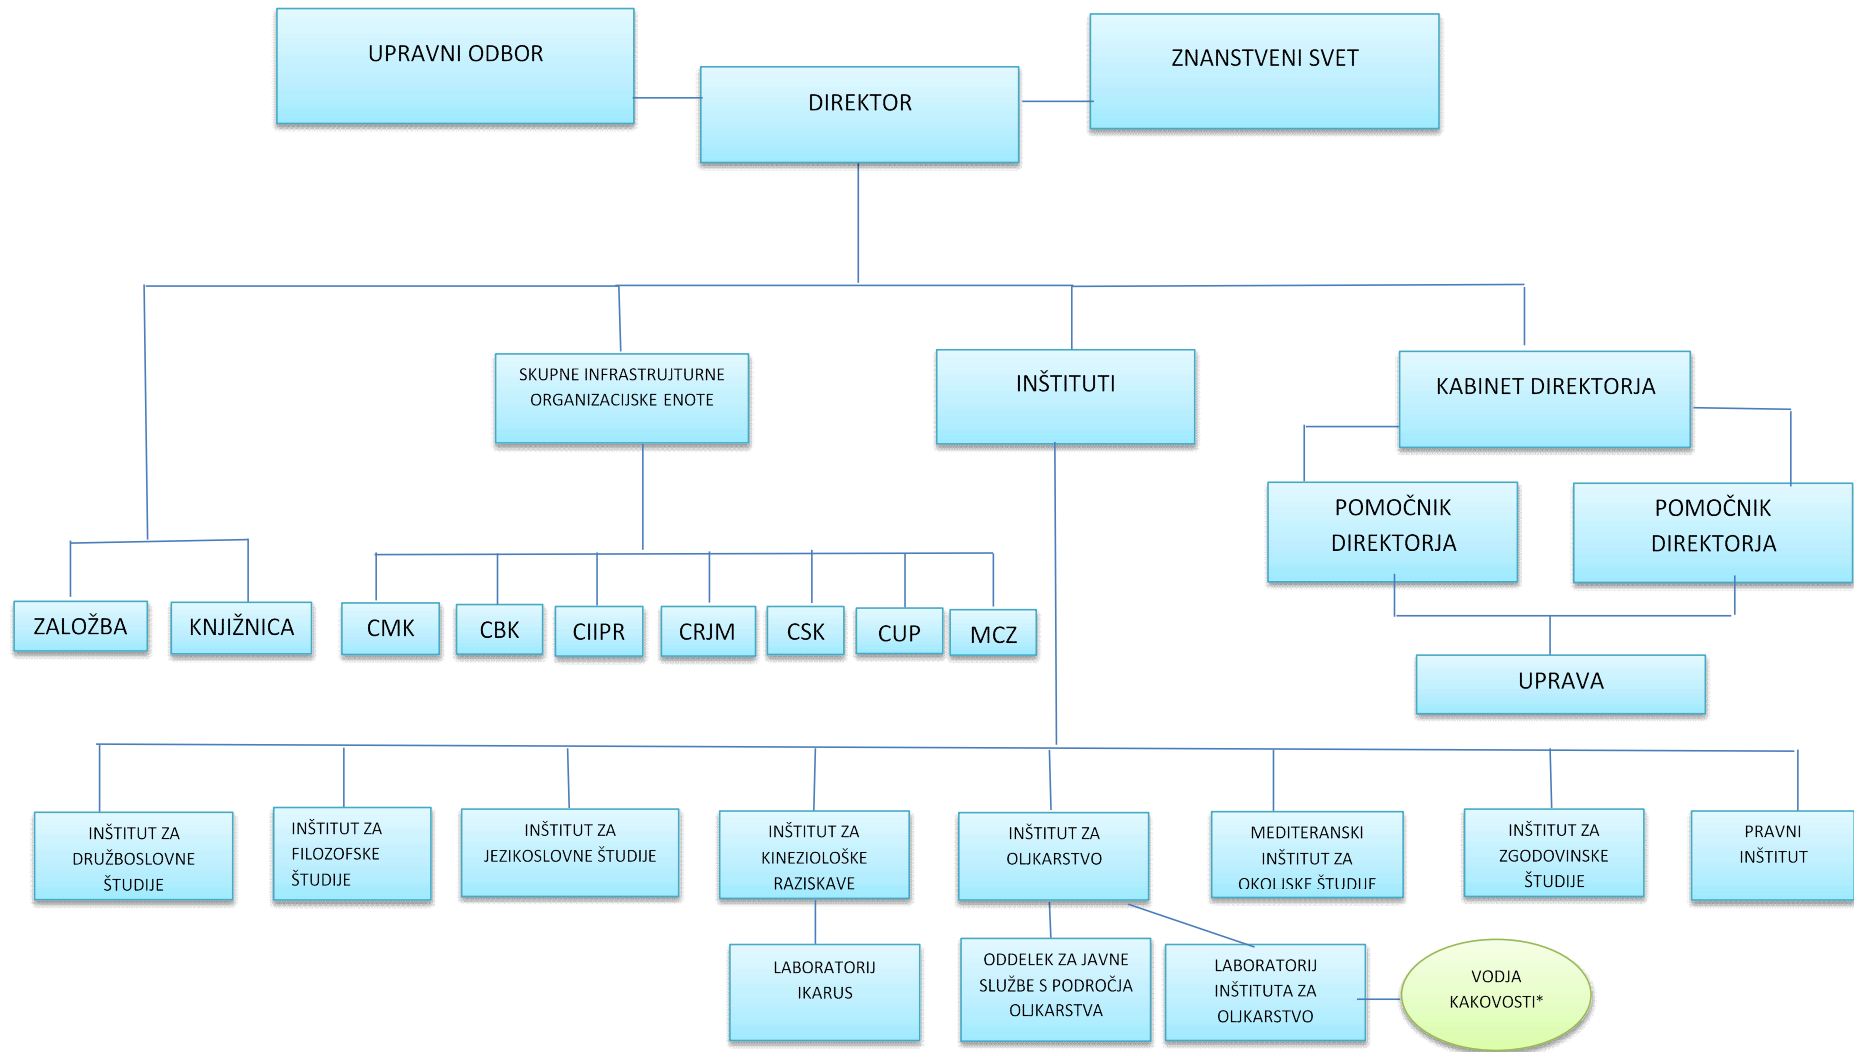 UPRAVNI ODBOR
ZNANSTVENI SVET
DIREKTOR
SKUPNE INFRASTRUJTURNE
ORGANIZACIJSKE ENOTE
INŠTITUTI
KABINET DIREKTORJA
POMOČNIK
DIREKTORJA
POMOČNIK
DIREKTORJA
ZALOŽBA
KNJIŽNICA
CMK
CBK
CIIPR
CRJM
CSK
CUP
MCZ
UPRAVA
INŠTITUT ZA
DRUŽBOSLOVNE
ŠTUDIJE
INŠTITUT ZA
FILOZOFSKE
ŠTUDIJE
INŠTITUT ZA
JEZIKOSLOVNE ŠTUDIJE
INŠTITUT ZA
KINEZIOLOŠKE
RAZISKAVE
INŠTITUT ZA
OLJKARSTVO
MEDITERANSKI
INŠTITUT ZA
OKOLJSKE ŠTUDIJE
INŠTITUT ZA
ZGODOVINSKE
ŠTUDIJE
PRAVNI
INŠTITUT
LABORATORIJ
IKARUS
ODDELEK ZA JAVNE
SLUŽBE S PODROČJA
OLJKARSTVA
LABORATORIJ
INŠTITUTA ZA
OLJKARSTVO
VODJA
KAKOVOSTI*